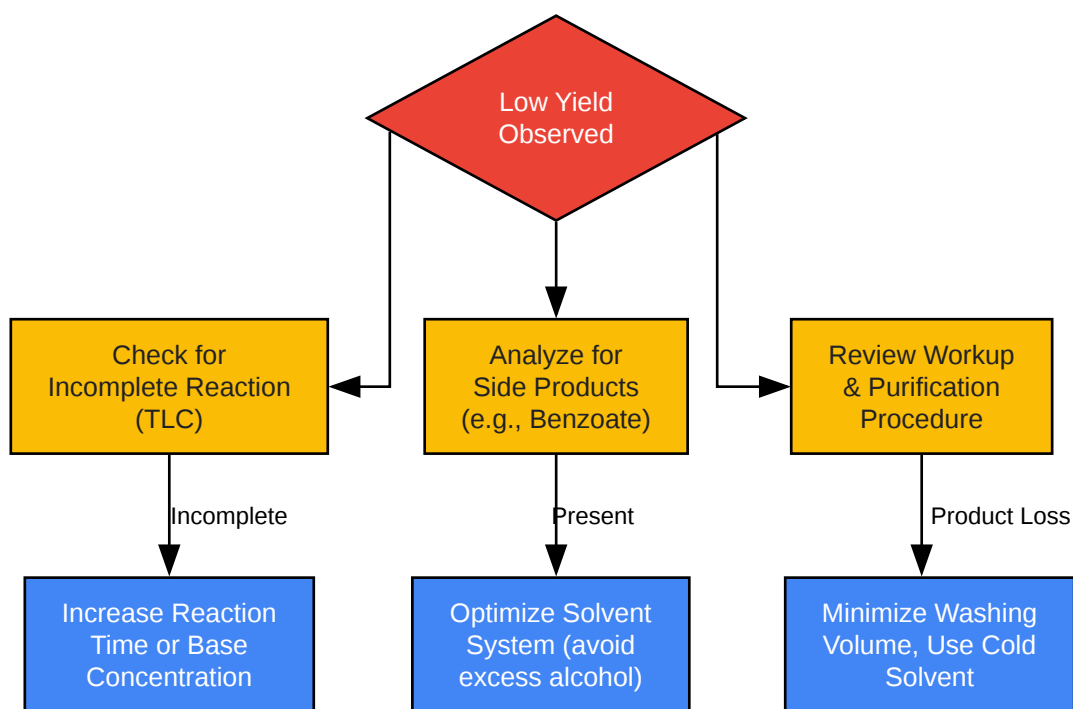 Low Yield
Observed
Check for
Incomplete Reaction
(TLC)
Analyze for
Side Products
(e.g., Benzoate)
Review Workup
& Purification
Procedure
Incomplete
Present
Product Loss
Increase Reaction
Time or Base
Concentration
Optimize Solvent
System (avoid
excess alcohol)
Minimize Washing
Volume, Use Cold
Solvent